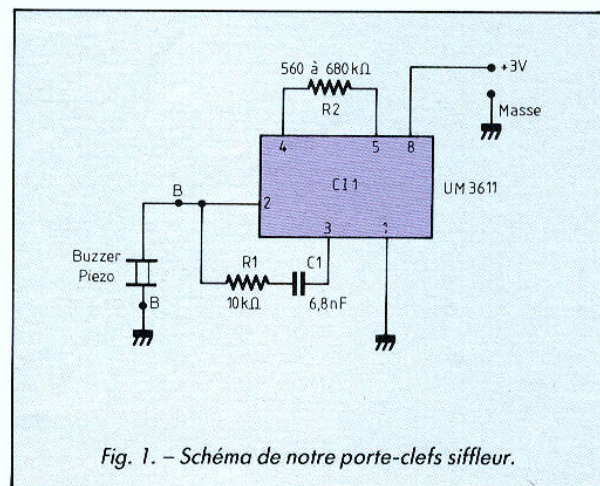 560 à 680kΩ
R2
+3V
Masse
4
5
8
CI1
UM3611
B
2
3
1
Buzzer
Piezo
R1
C1
10kΩ
6,8nF
B
Fig. 1. – Schéma de notre porte-clefs siffleur.